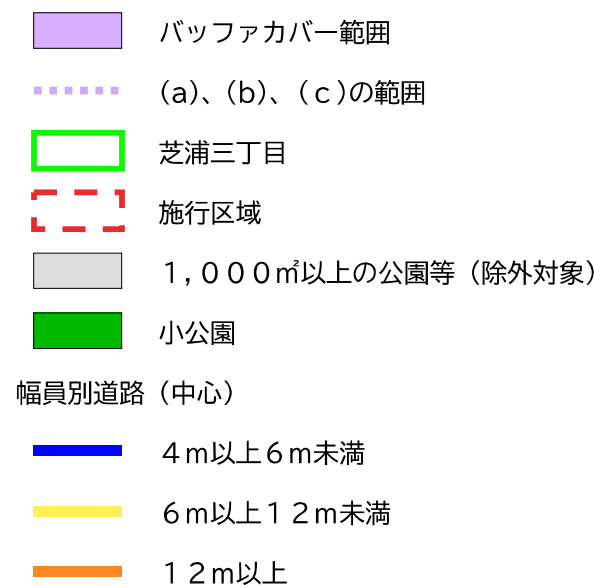 バッファカバー範囲
（a）、（b）、（ｃ）の範囲
芝浦三丁目
施行区域
１，０００㎡以上の公園等（除外対象）
小公園
幅員別道路（中心）
４ｍ以上６ｍ未満
６ｍ以上１２ｍ未満
１２ｍ以上